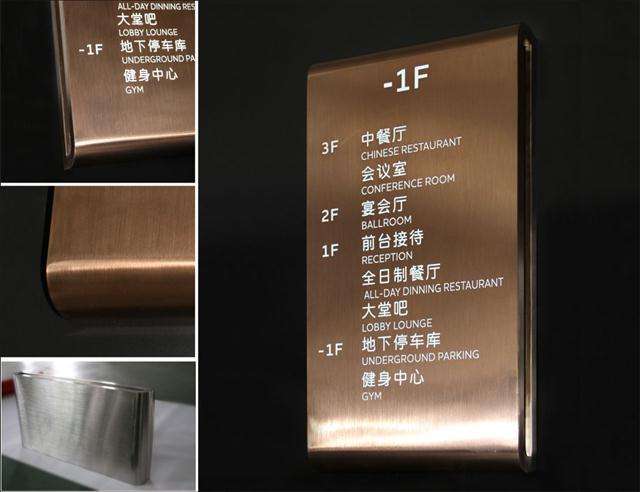 ALL-DAY DINNING RES
大堂吧
LOBBY LOUNGE
-1F 地下停车库
UNDERGROUND PA
健身中心
GYM
-1F
3F 中餐厅
CHINESE RESTAURANT
会议室
CONFERENCE ROOM
2F 宴会厅
BALLROOM
1F 前台接待
RECEPTION
全日制餐厅
ALL-DAY DINNING RESTAURANT
大堂吧
LOBBY LOUNGE
-1F 地下停车库
UNDERGROUND PARKING
健身中心
GYM